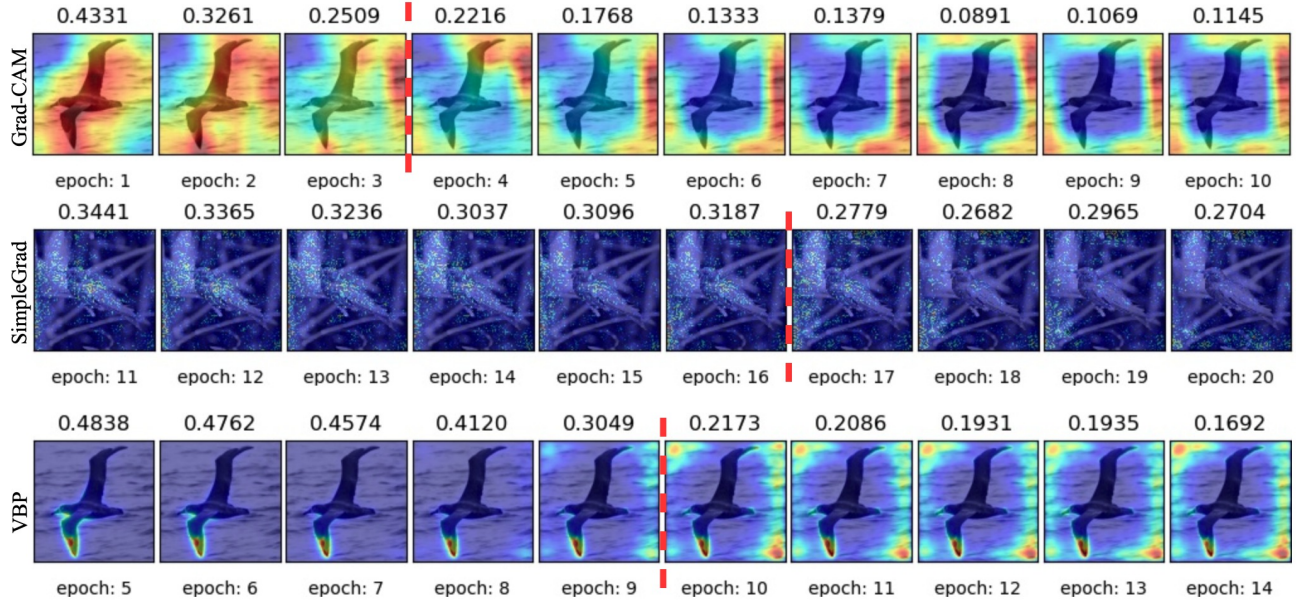 0.4331 0.3261 0.2509 0.2216 0.1768 0.1333 0.1379 0.0891 0.1069 0.1145
Grad-CAM
epoch: 1 epoch: 2 epoch: 3 epoch: 4 epoch: 5 epoch: 6 epoch: 7 epoch: 8 epoch: 9 epoch: 10
0.3441 0.3365 0.3236 0.3037 0.3096 0.3187 0.2779 0.2682 0.2965 0.2704
SimpleGrad
epoch: 11 epoch: 12 epoch: 13 epoch: 14 epoch: 15 epoch: 16 epoch: 17 epoch: 18 epoch: 19 epoch: 20
0.4838 0.4762 0.4574 0.4120 0.3049 0.2173 0.2086 0.1931 0.1935 0.1692
VBP
epoch: 5 epoch: 6 epoch: 7 epoch: 8 epoch: 9 epoch: 10 epoch: 11 epoch: 12 epoch: 13 epoch: 14